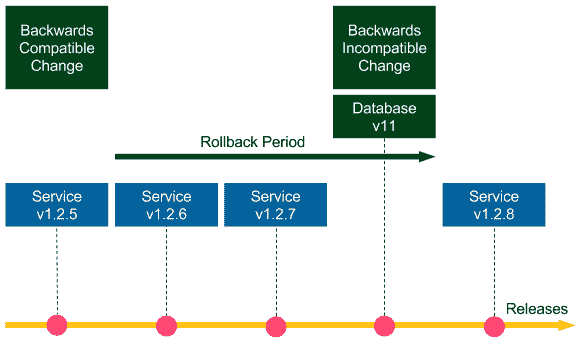 Backwards
Compatible
Change
Backwards
Incompatible
Change
Database
v11
Rollback Period
Service
v1.2.5
Service
v1.2.6
Service
v1.2.7
Service
v1.2.8
Releases